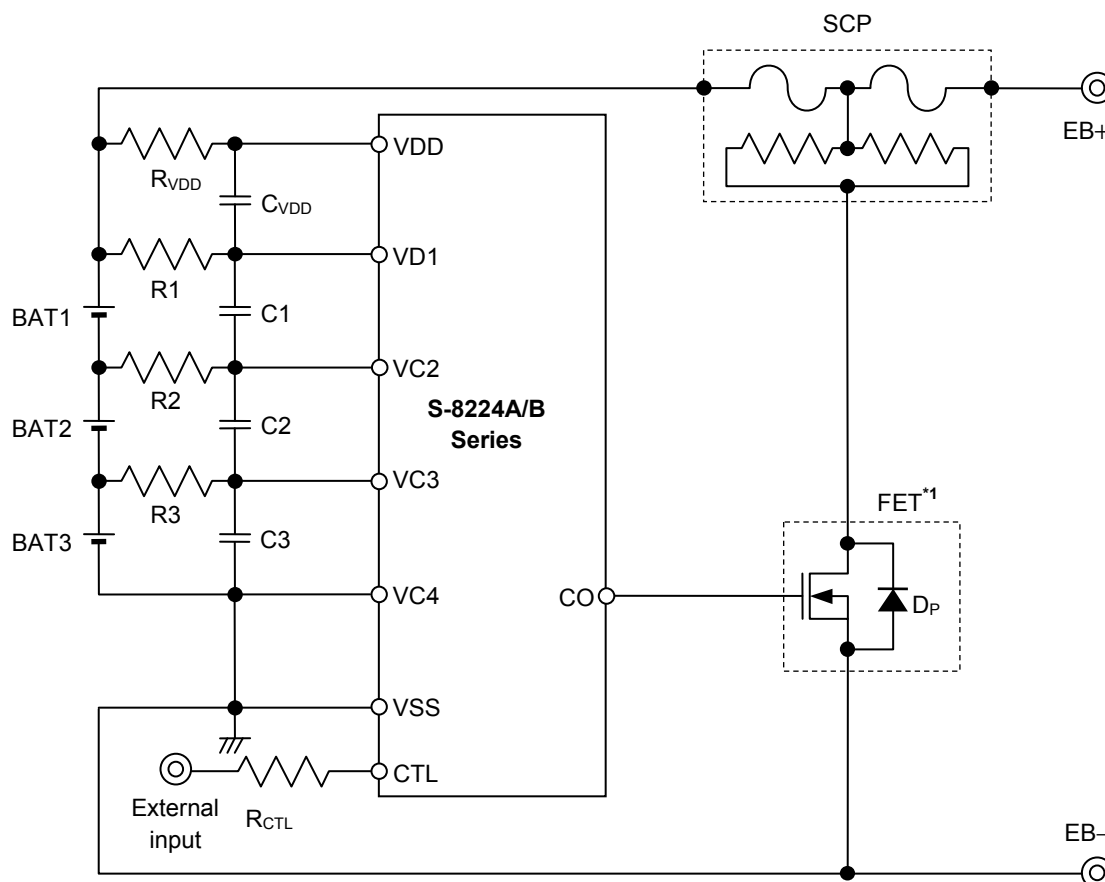 SCP
EB+
VDD
RVDD
CVDD
VD1
R1
BAT1
C1
VC2
R2
S-8224A/B
Series
BAT2
C2
VC3
R3
FET*1
BAT3
C3
VC4
CO
DP
VSS
CTL
External
input
RCTL
EB−